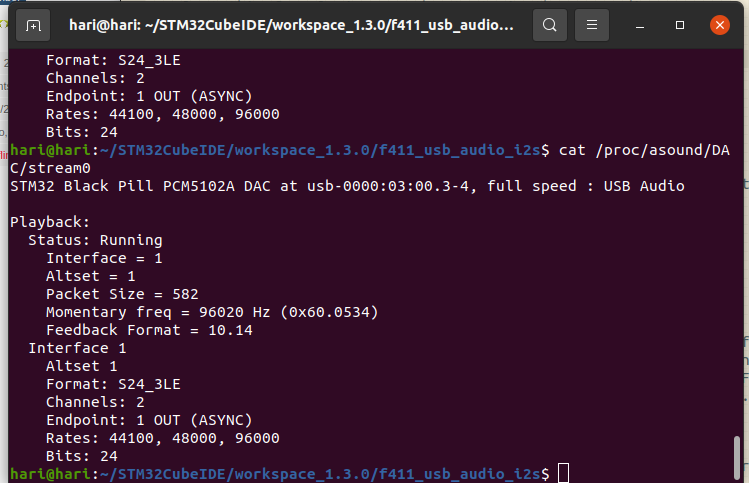 hari@hari: ~/STM32CubeIDE/workspace_1.3.0/f411_usb_audio...
Format: S24_3LE
Channels: 2
Endpoint: 1 OUT (ASYNC)
Rates: 44100, 48000, 96000
Bits: 24
hari@hari:~/STM32CubeIDE/workspace_1.3.0/f411_usb_audio_i2s$ cat /proc/asound/DA
C/stream0
STM32 Black Pill PCM5102A DAC at usb-0000:03:00.3-4, full speed : USB Audio
Playback:
Status: Running
Interface = 1
Altset = 1
Packet Size = 582
Momentary freq = 96020 Hz (0x60.0534)
Feedback Format = 10.14
Interface 1
Altset 1
Format: S24_3LE
Channels: 2
Endpoint: 1 OUT (ASYNC)
Rates: 44100, 48000, 96000
Bits: 24
hari@hari:~/STM32CubeIDE/workspace_1.3.0/f411_usb_audio_i2s$